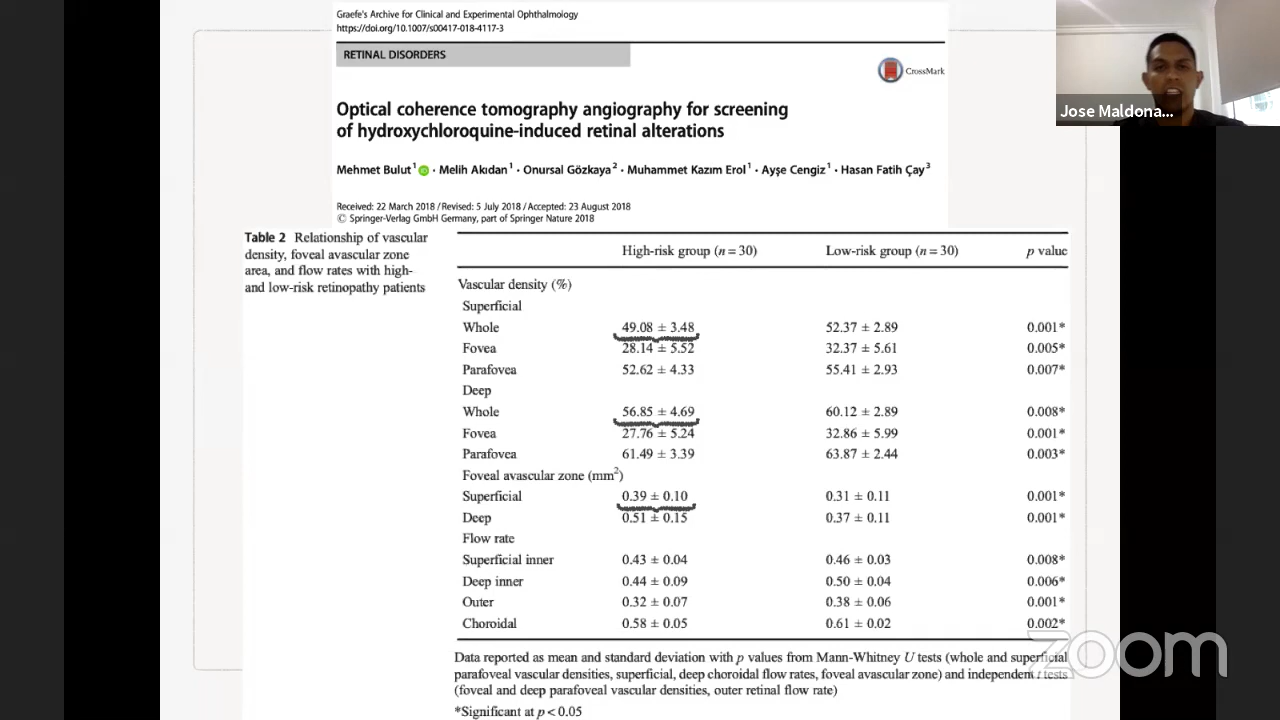 Graefe's Archive for Clinical and Experimental Ophthalmology
https://doi.org/10.1007/s00417-018-4117-3
RETINAL DISORDERS
CrossMark
Jose Maldona...
Optical coherence tomography angiography for screening
of hydroxychloroquine-induced retinal alterations
Mehmet Bulut¹ · Melih Akıdan¹ · Onursal Gözkaya² · Muhammet Kazım Erol¹ · Ayşe Cengiz¹ · Hasan Fatih Çay³
Received: 22 March 2018 / Revised: 5 July 2018 / Accepted: 23 August 2018
© Springer-Verlag GmbH Germany, part of Springer Nature 2018
Table 2 Relationship of vascular
density, foveal avascular zone
area, and flow rates with high-
and low-risk retinopathy patients
High-risk group (n = 30) Low-risk group (n = 30) p value
Vascular density (%)
Superficial
Whole 49.08 ± 3.48 52.37 ± 2.89 0.001*
Fovea 28.14 ± 5.52 32.37 ± 5.61 0.005*
Parafovea 52.62 ± 4.33 55.41 ± 2.93 0.007*
Deep
Whole 56.85 ± 4.69 60.12 ± 2.89 0.008*
Fovea 27.76 ± 5.24 32.86 ± 5.99 0.001*
Parafovea 61.49 ± 3.39 63.87 ± 2.44 0.003*
Foveal avascular zone (mm²)
Superficial 0.39 ± 0.10 0.31 ± 0.11 0.001*
Deep 0.51 ± 0.15 0.37 ± 0.11 0.001*
Flow rate
Superficial inner 0.43 ± 0.04 0.46 ± 0.03 0.008*
Deep inner 0.44 ± 0.09 0.50 ± 0.04 0.006*
Outer 0.32 ± 0.07 0.38 ± 0.06 0.001*
Choroidal 0.58 ± 0.05 0.61 ± 0.02 0.002*
Data reported as mean and standard deviation with p values from Mann-Whitney U tests (whole and superficial
parafoveal vascular densities, superficial, deep choroidal flow rates, foveal avascular zone) and independent t tests
(foveal and deep parafoveal vascular densities, outer retinal flow rate)
*Significant at p < 0.05
zoom